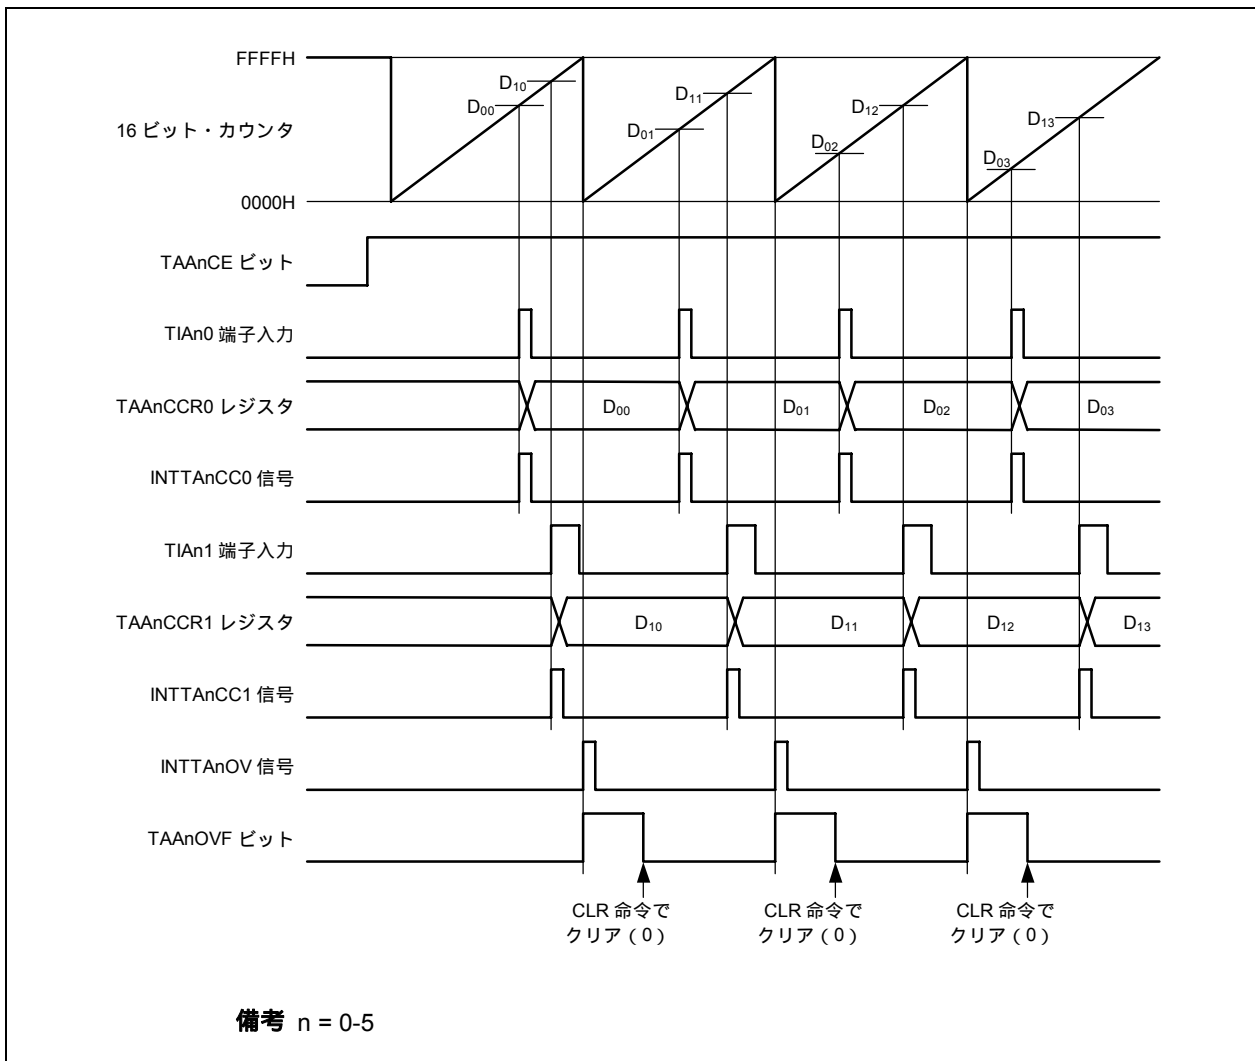 FFFFH
D10
D00
D11
D12
D13
16 ビット・カウンタ
D01
D02
D03
0000H
TAAnCE ビット
TIAn0 端子入力
TAAnCCR0 レジスタ
D00
D01
D02
D03
INTTAnCC0 信号
TIAn1 端子入力
TAAnCCR1 レジスタ
D10
D11
D12
D13
INTTAnCC1 信号
INTTAnOV 信号
TAAnOVF ビット
CLR 命令で
クリア ( 0 )
CLR 命令で
クリア ( 0 )
CLR 命令で
クリア ( 0 )
備考 n = 0-5